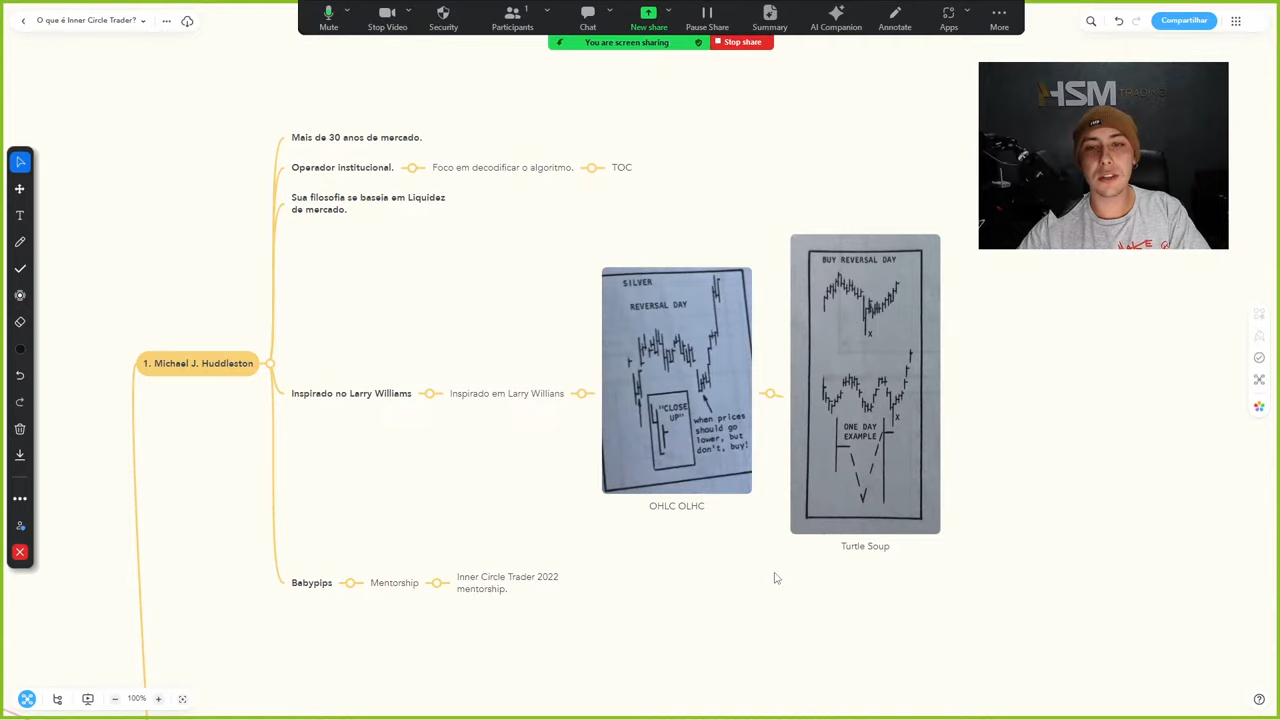 O que é Inner Circle Trader?
Mute
Stop Video
Security
1
Participants
Chat
New share
Pause Share
Summary
AI Companion
Annotate
Apps
More
You are screen sharing
Stop share
Compartilhar
HSM TRADING
Mais de 30 anos de mercado.
Operador institucional.
Foco em decodificar o algoritmo.
TOC
Sua filosofia se baseia em Liquidez
de mercado.
1. Michael J. Huddleston
Inspirado no Larry Williams
Inspirado em Larry Willians
SILVER
REVERSAL DAY
"CLOSE
UP"
when prices
should go
lower, but
don't, buy!
OHLC OLHC
BUY REVERSAL DAY
X
X
ONE DAY
EXAMPLE
Turtle Soup
Babypips
Mentorship
Inner Circle Trader 2022
mentorship.
100%